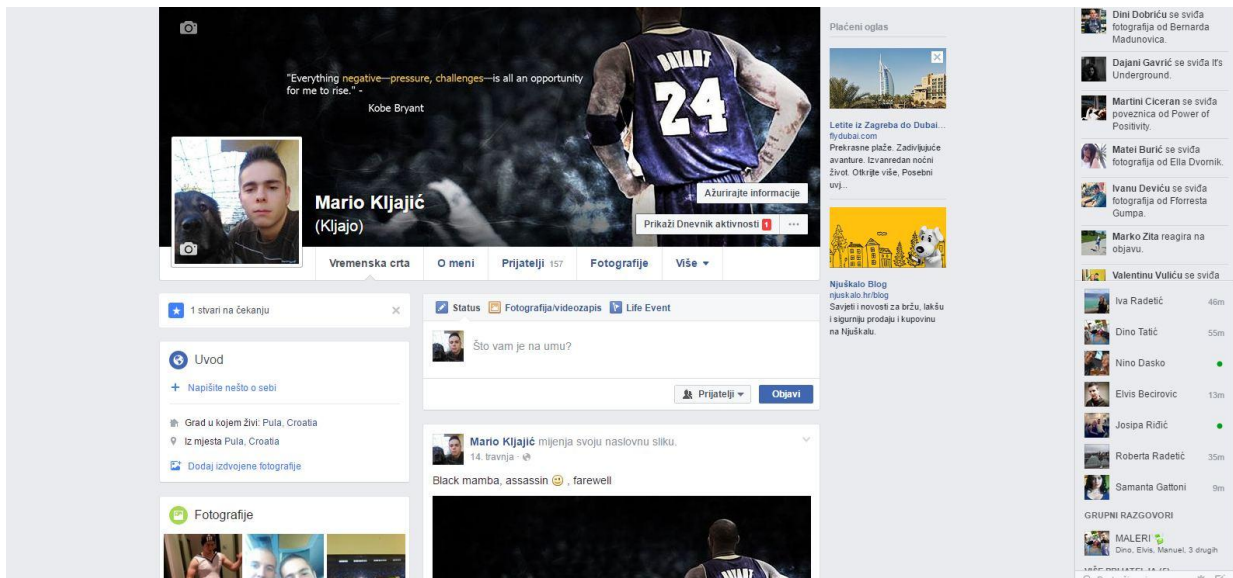 "Everything negative—pressure, challenges—is all an opportunity
for me to rise." -
Kobe Bryant
BRYANT
24
Mario Kljajić
(Kljajo)
Ažurirajte informacije
Prikaži Dnevnik aktivnosti 1 ...
Vremenska crta
O meni
Prijatelji 157
Fotografije
Više
1 stvari na čekanju
Uvod
+ Napišite nešto o sebi
Grad u kojem živi: Pula, Croatia
Iz mjesta Pula, Croatia
Dodaj izdvojene fotografije
Fotografije
Status
Fotografija/videozapis
Life Event
Što vam je na umu?
Prijatelji
Objavi
Mario Kljajić mijenja svoju naslovnu sliku.
14. travnja ·
Black mamba, assassin 🙂 , farewell
BRYANT
Plaćeni oglas
Letite iz Zagreba do Dubai...
flydubai.com
Prekrasne plaže. Zadivljujuće
avanture. Izvanredan noćni
život. Otkrijte više, Posebni
uvj...
Njuškalo Blog
njuskalo.hr/blog
Savjeti i novosti za bržu, lakšu
i sigurniju prodaju i kupovinu
na Njuškalu.
Dini Dobriću se sviđa
fotografija od Bernarda
Madunovica.
Dajani Gavrić se sviđa It's
Underground.
Martini Ciceran se sviđa
poveznica od Power of
Positivity.
Matei Burić se sviđa
fotografija od Ella Dvornik.
Ivanu Deviću se sviđa
fotografija od Fforresta
Gumpa.
Marko Zita reagira na
objavu.
Valentinu Vuliću se sviđa
Iva Radetić 46m
Dino Tatić 55m
Nino Dasko
Elvis Becirovic 13m
Josipa Riđić
Roberta Radetić 35m
Samanta Gattoni 9m
GRUPNI RAZGOVORI
MALERI
Dino, Elvis, Manuel, 3 drugih